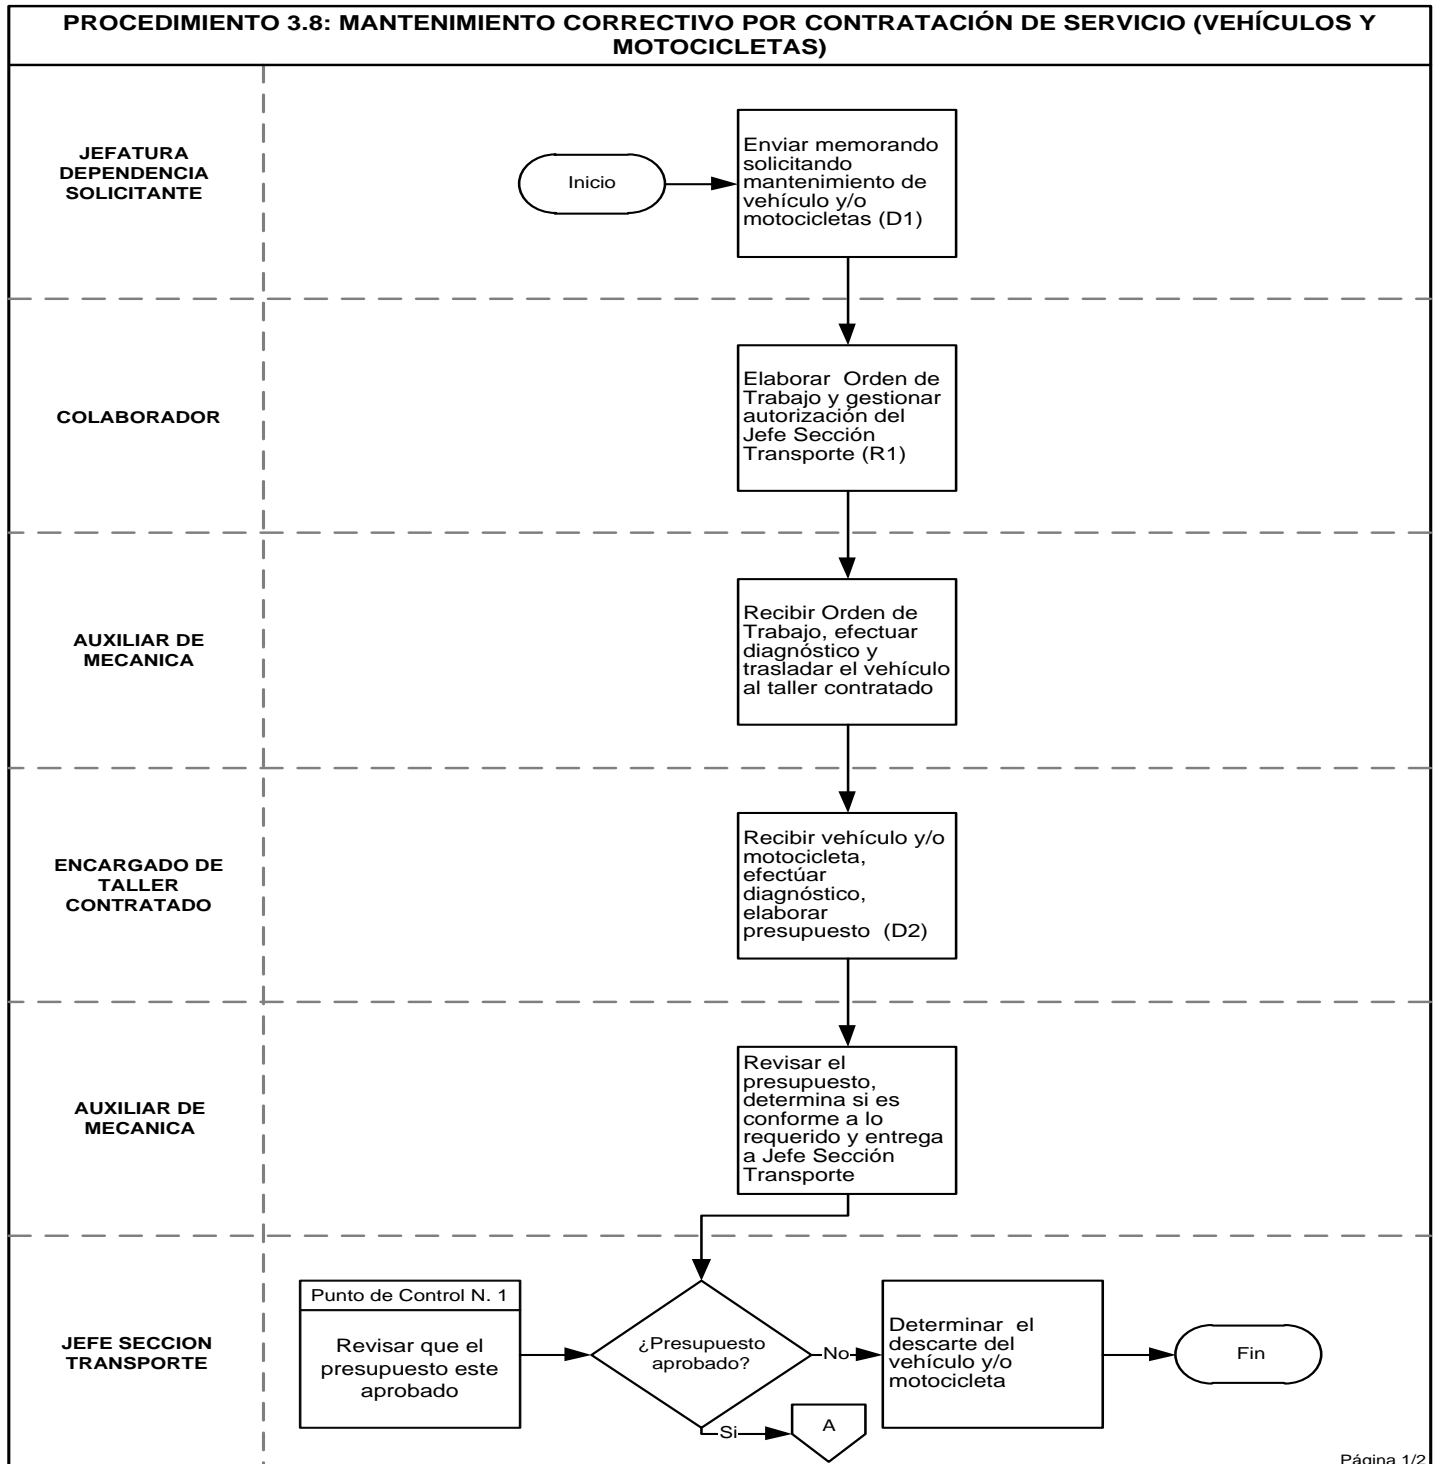 PROCEDIMIENTO 3.8: MANTENIMIENTO CORRECTIVO POR CONTRATACIÓN DE SERVICIO (VEHÍCULOS Y
MOTOCICLETAS)
JEFATURA
DEPENDENCIA
SOLICITANTE
Inicio
Enviar memorando
solicitando
mantenimiento de
vehículo y/o
motocicletas (D1)
COLABORADOR
Elaborar Orden de
Trabajo y gestionar
autorización del
Jefe Sección
Transporte (R1)
AUXILIAR DE
MECANICA
Recibir Orden de
Trabajo, efectuar
diagnóstico y
trasladar el vehículo
al taller contratado
ENCARGADO DE
TALLER
CONTRATADO
Recibir vehículo y/o
motocicleta,
efectúar
diagnóstico,
elaborar
presupuesto (D2)
AUXILIAR DE
MECANICA
Revisar el
presupuesto,
determina si es
conforme a lo
requerido y entrega
a Jefe Sección
Transporte
JEFE SECCION
TRANSPORTE
Punto de Control N. 1
Revisar que el
presupuesto este
aprobado
¿Presupuesto
aprobado?
No
Determinar el
descarte del
vehículo y/o
motocicleta
Fin
Si
A
Página 1/2